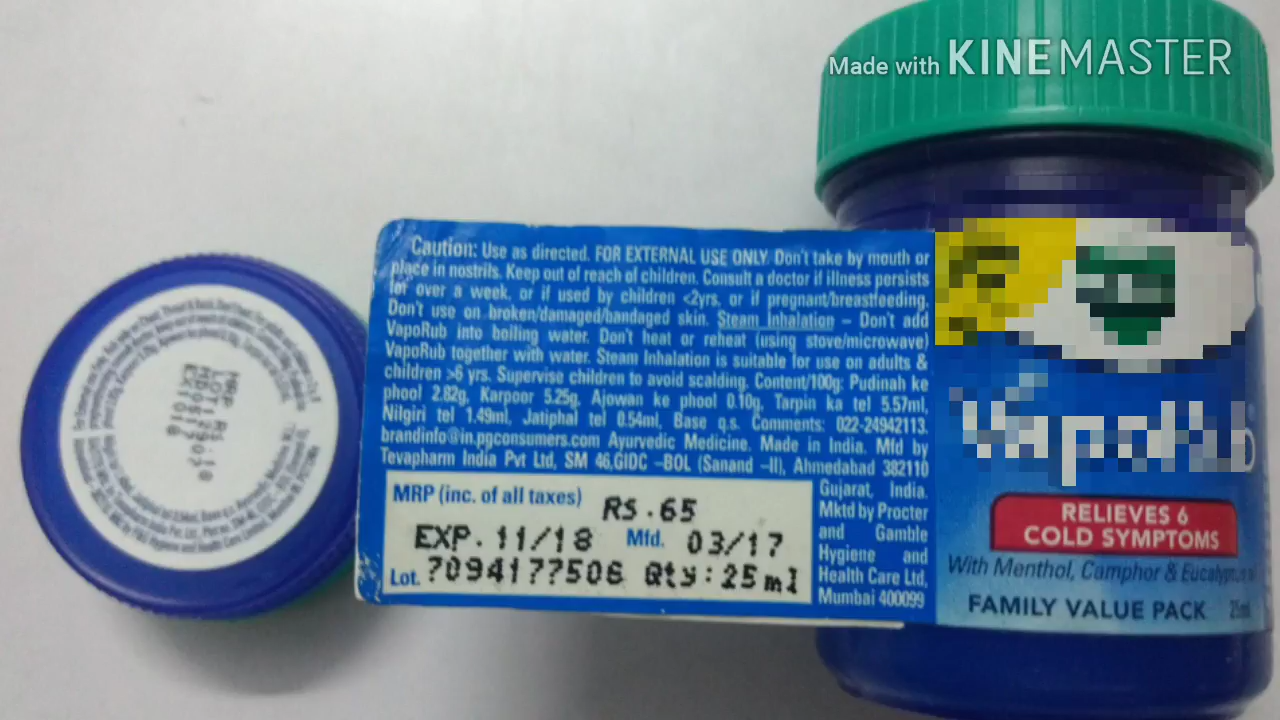 Made with KINEMASTER
Caution: Use as directed. FOR EXTERNAL USE ONLY. Don't take by mouth or
place in nostrils. Keep out of reach of children. Consult a doctor if illness persists
for over a week, or if used by children <2yrs, or if pregnant/breastfeeding.
Don't use on broken/damaged/bandaged skin. Steam Inhalation – Don't add
VapoRub into boiling water. Don't heat or reheat (using stove/microwave)
VapoRub together with water. Steam Inhalation is suitable for use on adults &
children >6 yrs. Supervise children to avoid scalding. Content/100g: Pudinah ke
phool 2.82g, Karpoor 5.25g, Ajowan ke phool 0.10g, Tarpin ka tel 5.57ml,
Nilgiri tel 1.49ml, Jatiphal tel 0.54ml, Base q.s. Comments: 022-24942113.
brandinfo@in.pgconsumers.com Ayurvedic Medicine. Made in India. Mfd by
Tevapharm India Pvt Ltd, SM 46,GIDC –BOL (Sanand –II), Ahmedabad 382110
Gujarat, India.
Mktd by Procter
and Gamble
Hygiene and
Health Care Ltd,
Mumbai 400099
MRP (inc. of all taxes) RS.65
EXP. 11/18 Mfd. 03/17
Lot. 7094177506 Qty:25ml
VapoRub
RELIEVES 6
COLD SYMPTOMS
With Menthol, Camphor & Eucalyptus
FAMILY VALUE PACK 25ml